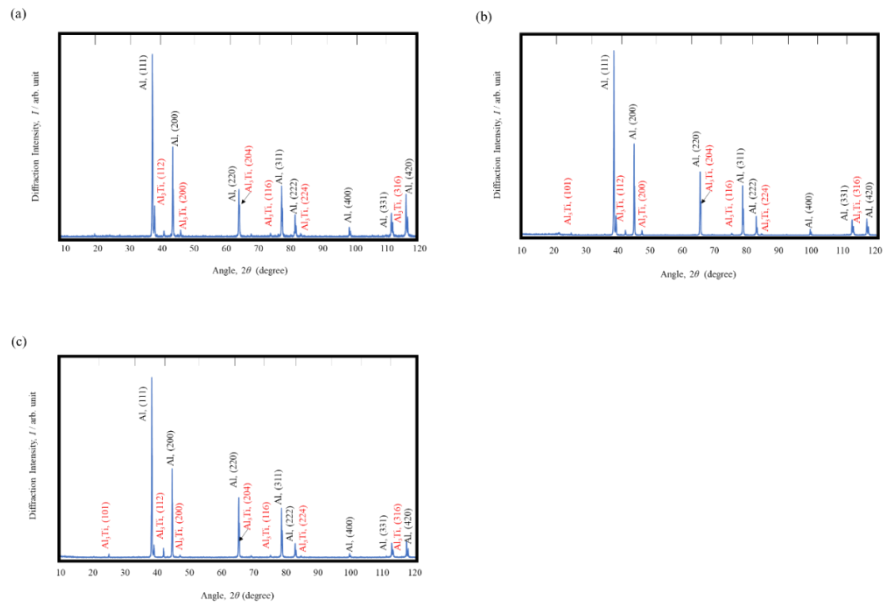 (a)
Diffraction Intensity, I / arb. unit
Al, (111)
Al₃Ti, (112)
Al, (200)
Al₃Ti, (200)
Al, (220)
Al₃Ti, (204)
Al₃Ti, (116)
Al, (311)
Al, (222)
Al₃Ti, (224)
Al, (400)
Al, (331)
Al₃Ti, (316)
Al, (420)
10 20 30 40 50 60 70 80 90 100 110 120
Angle, 2θ (degree)
(b)
Diffraction Intensity, I / arb. unit
Al₃Ti, (101)
Al, (111)
Al₃Ti, (112)
Al, (200)
Al₃Ti, (200)
Al, (220)
Al₃Ti, (204)
Al₃Ti, (116)
Al, (311)
Al, (222)
Al₃Ti, (224)
Al, (400)
Al, (331)
Al₃Ti, (316)
Al, (420)
10 20 30 40 50 60 70 80 90 100 110 120
Angle, 2θ (degree)
(c)
Diffraction Intensity, I / arb. unit
Al₃Ti, (101)
Al, (111)
Al₃Ti, (112)
Al, (200)
Al₃Ti, (200)
Al, (220)
Al₃Ti, (204)
Al₃Ti, (116)
Al, (311)
Al, (222)
Al₃Ti, (224)
Al, (400)
Al, (331)
Al₃Ti, (316)
Al, (420)
10 20 30 40 50 60 70 80 90 100 110 120
Angle, 2θ (degree)